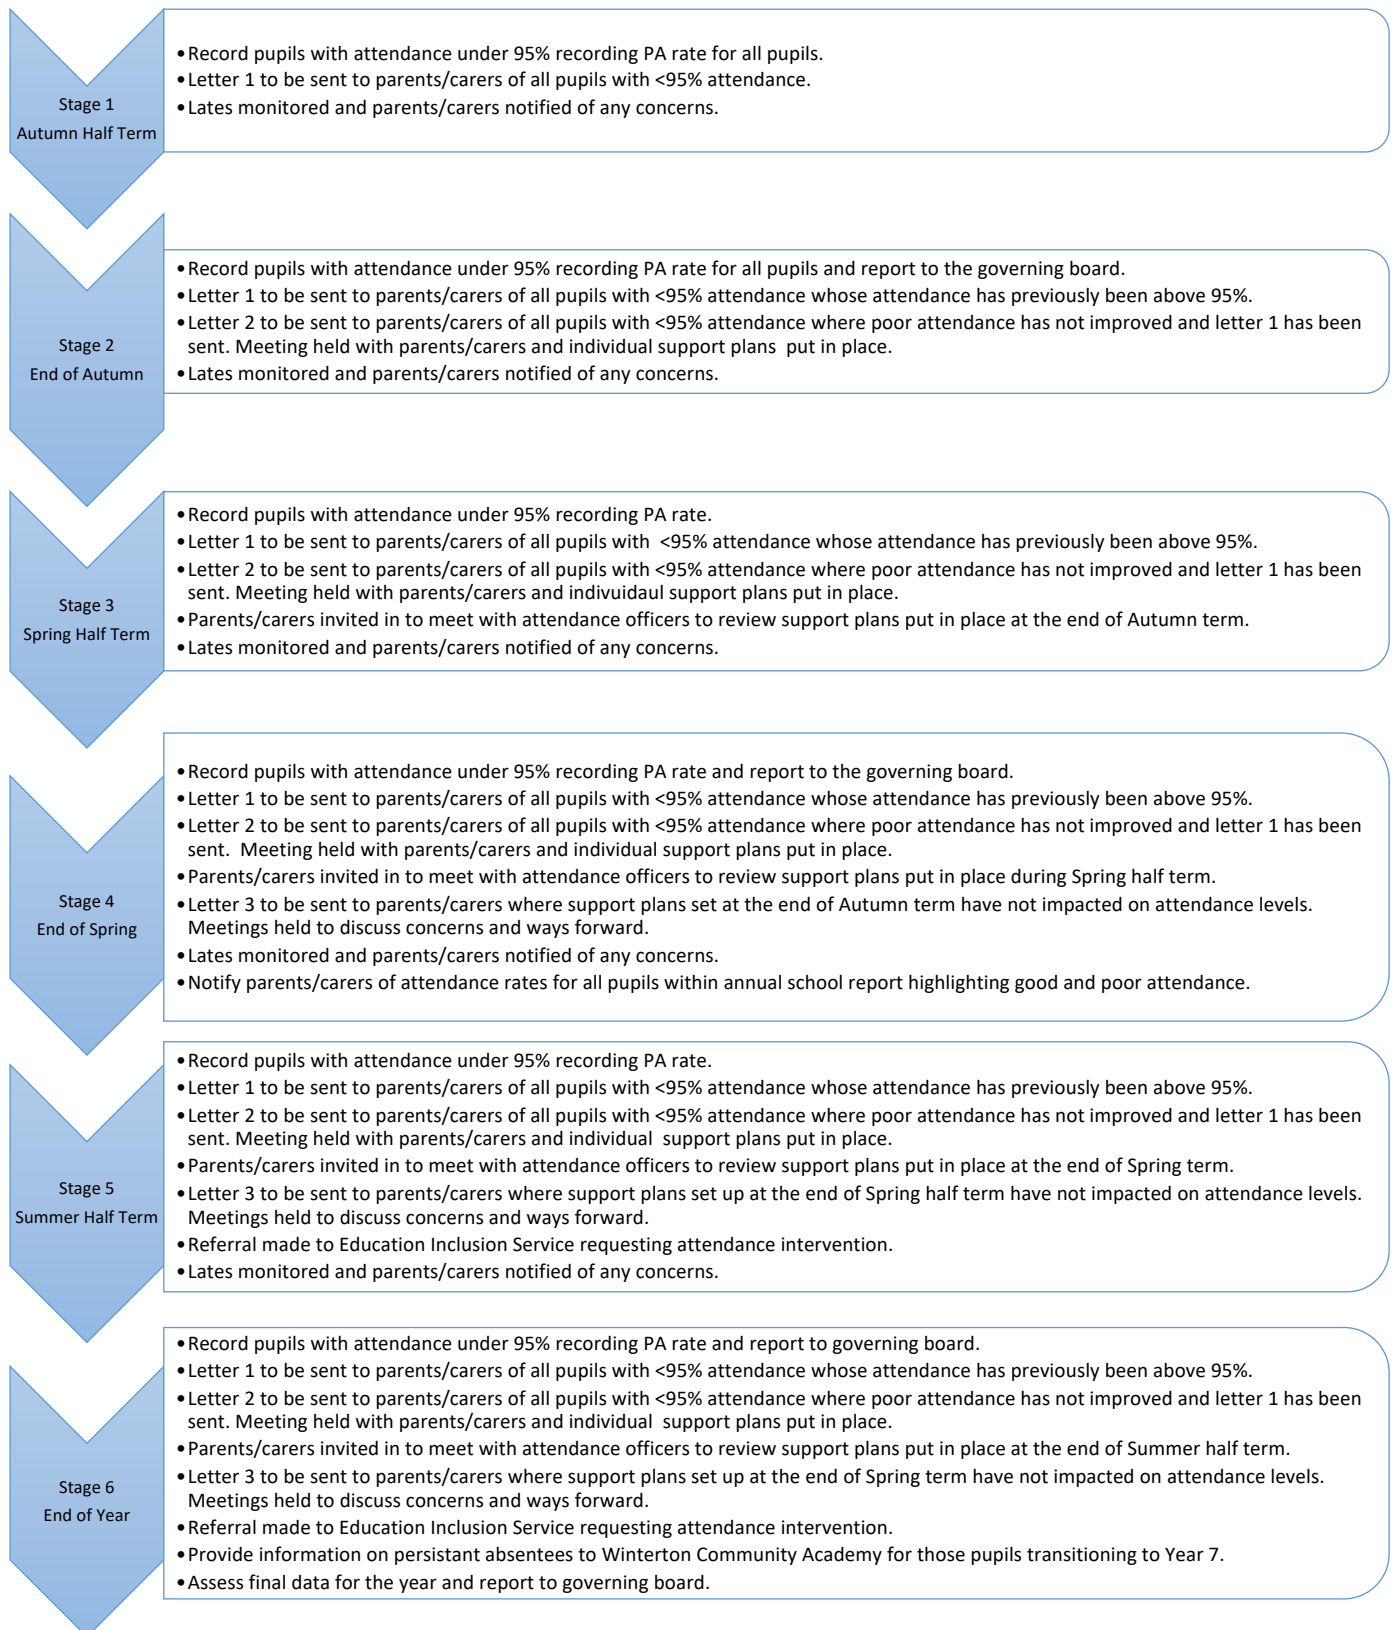 Stage 1
Autumn Half Term
•Record pupils with attendance under 95% recording PA rate for all pupils.
•Letter 1 to be sent to parents/carers of all pupils with <95% attendance.
•Lates monitored and parents/carers notified of any concerns.
Stage 2
End of Autumn
•Record pupils with attendance under 95% recording PA rate for all pupils and report to the governing board.
•Letter 1 to be sent to parents/carers of all pupils with <95% attendance whose attendance has previously been above 95%.
•Letter 2 to be sent to parents/carers of all pupils with <95% attendance where poor attendance has not improved and letter 1 has been
sent. Meeting held with parents/carers and individual support plans  put in place.
•Lates monitored and parents/carers notified of any concerns.
Stage 3
Spring Half Term
•Record pupils with attendance under 95% recording PA rate.
•Letter 1 to be sent to parents/carers of all pupils with  <95% attendance whose attendance has previously been above 95%.
•Letter 2 to be sent to parents/carers of all pupils with <95% attendance where poor attendance has not improved and letter 1 has been
sent. Meeting held with parents/carers and indivuidaul support plans put in place.
•Parents/carers invited in to meet with attendance officers to review support plans put in place at the end of Autumn term.
•Lates monitored and parents/carers notified of any concerns.
Stage 4
End of Spring
•Record pupils with attendance under 95% recording PA rate and report to the governing board.
•Letter 1 to be sent to parents/carers of all pupils with <95% attendance whose attendance has previously been above 95%.
•Letter 2 to be sent to parents/carers of all pupils with <95% attendance where poor attendance has not improved and letter 1 has been
sent.  Meeting held with parents/carers and individual support plans put in place.
•Parents/carers invited in to meet with attendance officers to review support plans put in place during Spring half term.
•Letter 3 to be sent to parents/carers where support plans set at the end of Autumn term have not impacted on attendance levels.
Meetings held to discuss concerns and ways forward.
•Lates monitored and parents/carers notified of any concerns.
•Notify parents/carers of attendance rates for all pupils within annual school report highlighting good and poor attendance.
Stage 5
Summer Half Term
•Record pupils with attendance under 95% recording PA rate.
•Letter 1 to be sent to parents/carers of all pupils with <95% attendance whose attendance has previously been above 95%.
•Letter 2 to be sent to parents/carers of all pupils with <95% attendance where poor attendance has not improved and letter 1 has been
sent. Meeting held with parents/carers and individual  support plans put in place.
•Parents/carers invited in to meet with attendance officers to review support plans put in place at the end of Spring term.
•Letter 3 to be sent to parents/carers where support plans set up at the end of Spring half term have not impacted on attendance levels.
Meetings held to discuss concerns and ways forward.
•Referral made to Education Inclusion Service requesting attendance intervention.
•Lates monitored and parents/carers notified of any concerns.
Stage 6
End of Year
•Record pupils with attendance under 95% recording PA rate and report to governing board.
•Letter 1 to be sent to parents/carers of all pupils with <95% attendance whose attendance has previously been above 95%.
•Letter 2 to be sent to parents/carers of all pupils with <95% attendance where poor attendance has not improved and letter 1 has been
sent. Meeting held with parents/carers and individual  support plans put in place.
•Parents/carers invited in to meet with attendance officers to review support plans put in place at the end of Summer half term.
•Letter 3 to be sent to parents/carers where support plans set up at the end of Spring term have not impacted on attendance levels.
Meetings held to discuss concerns and ways forward.
•Referral made to Education Inclusion Service requesting attendance intervention.
•Provide information on persistant absentees to Winterton Community Academy for those pupils transitioning to Year 7.
•Assess final data for the year and report to governing board.